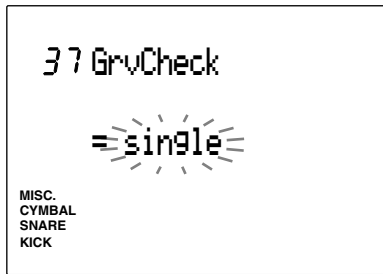 37 GrvCheck
= single
MISC.
CYMBAL
SNARE
KICK